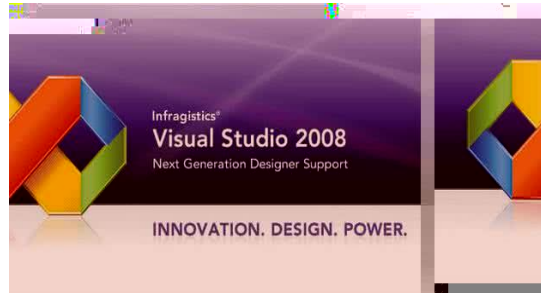 Infragistics®
Visual Studio 2008
Next Generation Designer Support
INNOVATION. DESIGN. POWER.